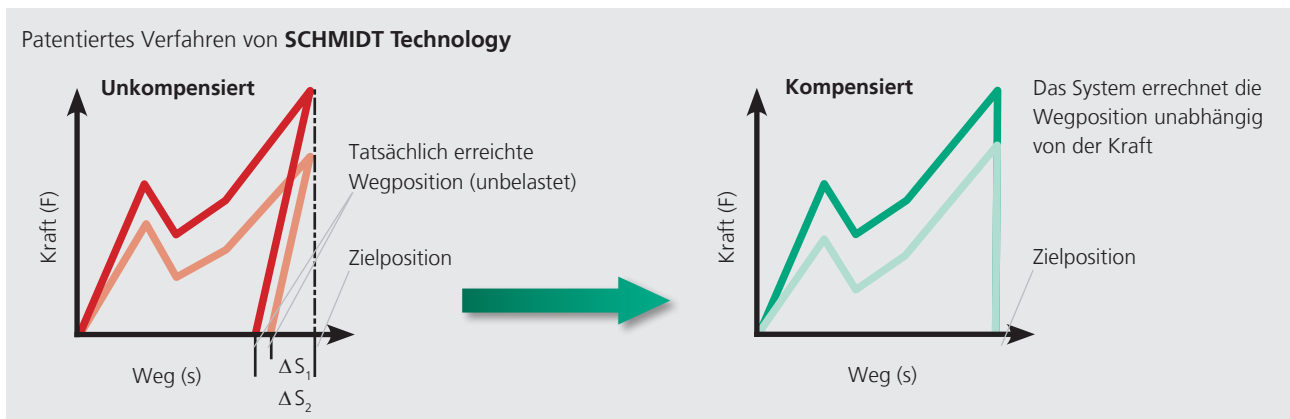 Patentiertes Verfahren von SCHMIDT Technology
Unkompensiert
Kraft (F)
Tatsächlich erreichte
Wegposition (unbelastet)
Zielposition
Weg (s)
ΔS1
ΔS2
Kompensiert
Kraft (F)
Das System errechnet die
Wegposition unabhängig
von der Kraft
Zielposition
Weg (s)